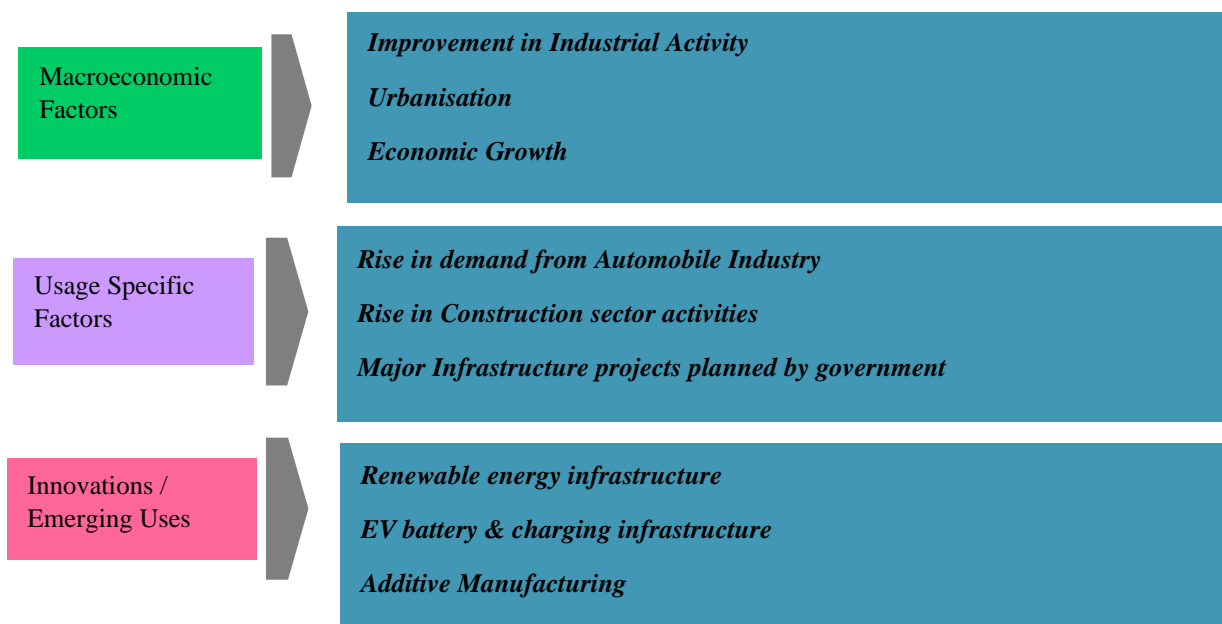 Macroeconomic
Factors
Improvement in Industrial Activity
Urbanisation
Economic Growth
Usage Specific
Factors
Rise in demand from Automobile Industry
Rise in Construction sector activities
Major Infrastructure projects planned by government
Innovations /
Emerging Uses
Renewable energy infrastructure
EV battery & charging infrastructure
Additive Manufacturing